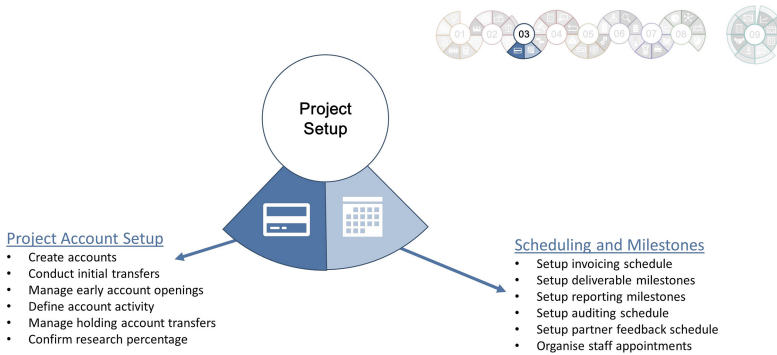 01 02 03 04 05 06 07 08 09
Project
Setup
Project Account Setup
• Create accounts
• Conduct initial transfers
• Manage early account openings
• Define account activity
• Manage holding account transfers
• Confirm research percentage
Scheduling and Milestones
• Setup invoicing schedule
• Setup deliverable milestones
• Setup reporting milestones
• Setup auditing schedule
• Setup partner feedback schedule
• Organise staff appointments